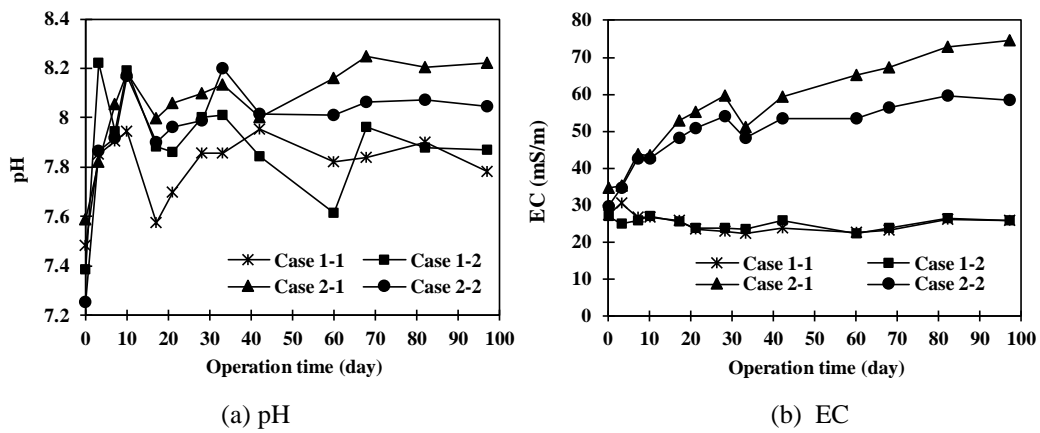 8.4
8.2
8
7.8
7.6
7.4
7.2
pH
0 10 20 30 40 50 60 70 80 90 100
Operation time (day)
Case 1-1 Case 1-2
Case 2-1 Case 2-2
(a) pH
80
70
60
50
40
30
20
10
0
EC (mS/m)
0 10 20 30 40 50 60 70 80 90 100
Operation time (day)
Case 1-1 Case 1-2
Case 2-1 Case 2-2
(b) EC